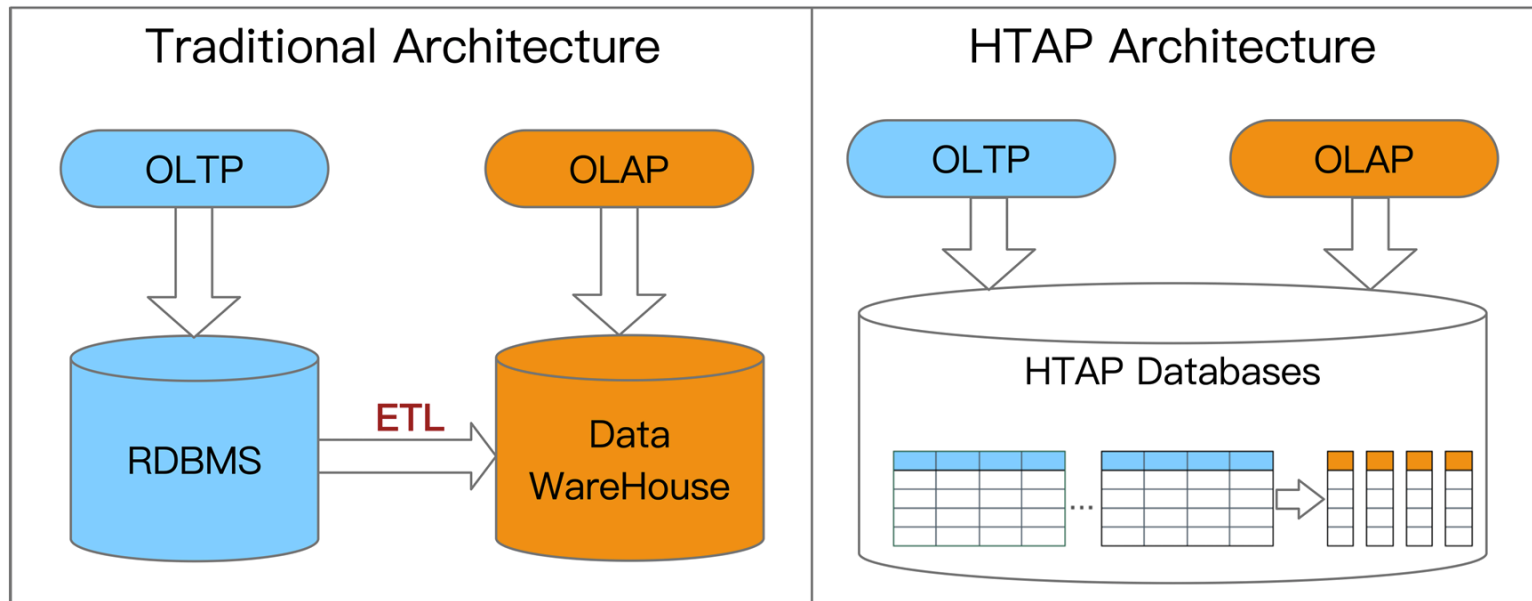 Traditional Architecture
OLTP
OLAP
RDBMS
ETL
Data
WareHouse
HTAP Architecture
OLTP
OLAP
HTAP Databases
...